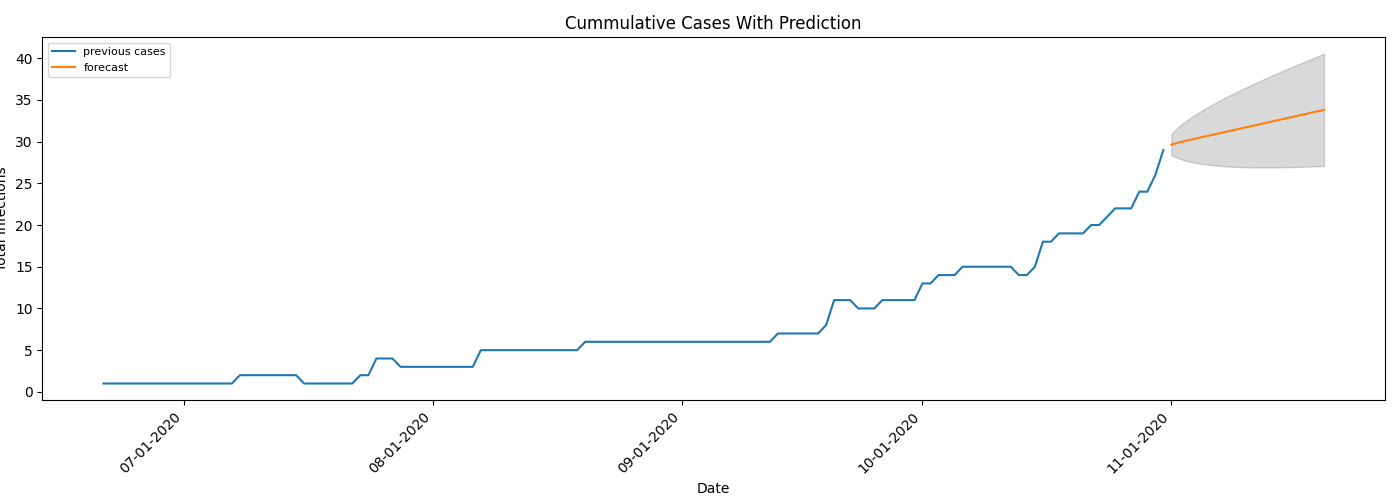 Cummulative Cases With Prediction
previous cases
forecast
40
35
30
25
20
15
10
5
0
Total Infections
07-01-2020
08-01-2020
09-01-2020
10-01-2020
11-01-2020
Date